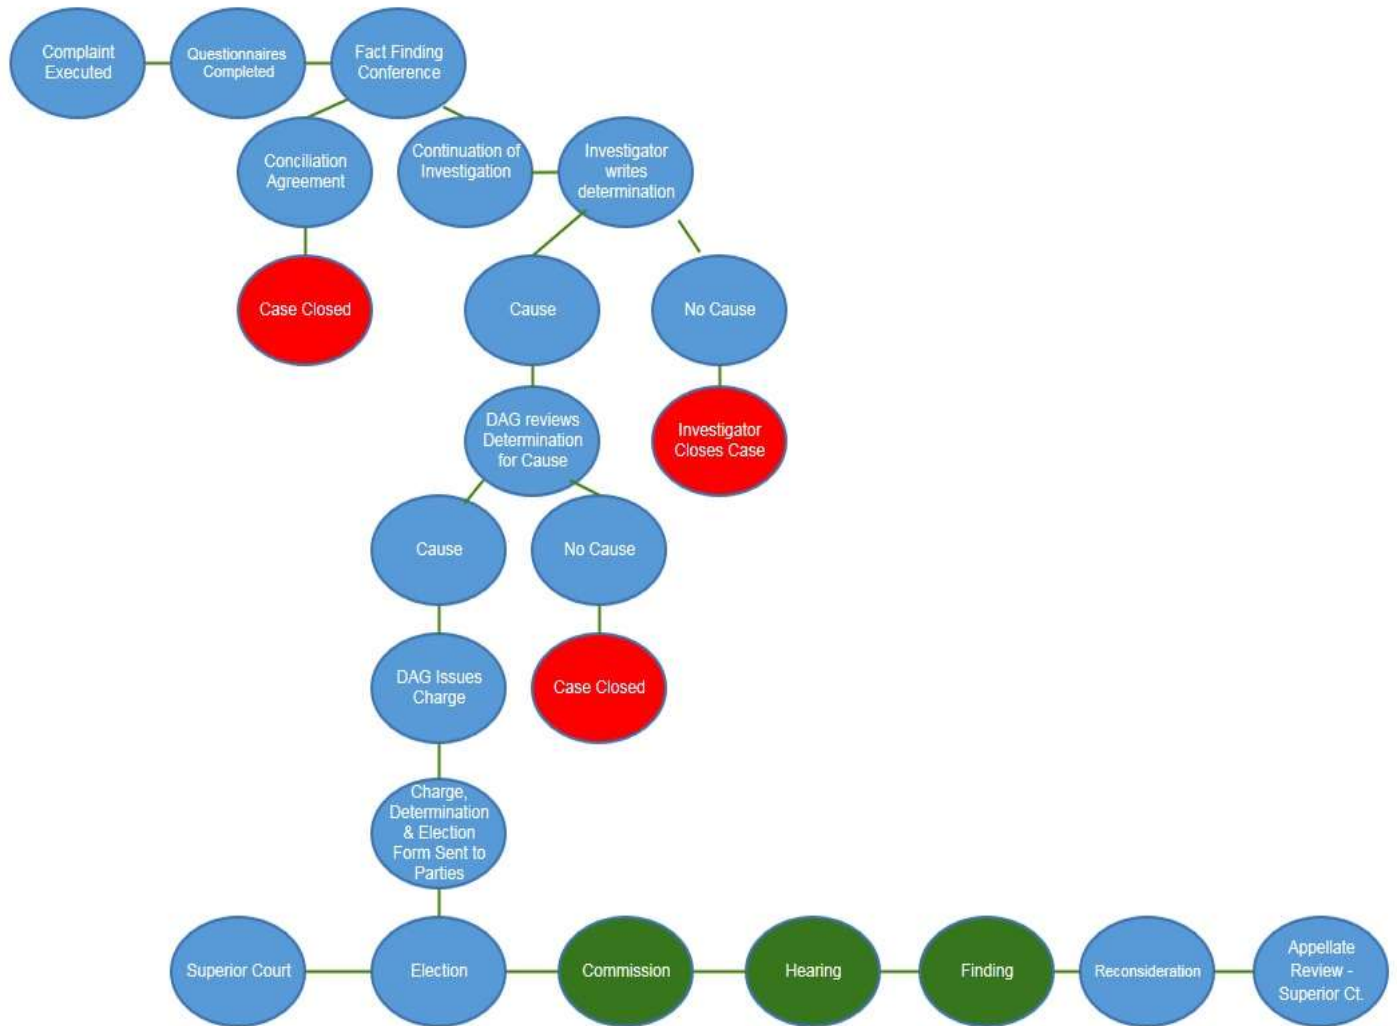 Complaint
Executed
Questionnaires
Completed
Fact Finding
Conference
Conciliation
Agreement
Continuation of
Investigation
Investigator
writes
determination
Case Closed
Cause
No Cause
DAG reviews
Determination
for Cause
Investigator
Closes Case
Cause
No Cause
DAG Issues
Charge
Case Closed
Charge,
Determination
& Election
Form Sent to
Parties
Superior Court
Election
Commission
Hearing
Finding
Reconsideration
Appellate
Review -
Superior Ct.